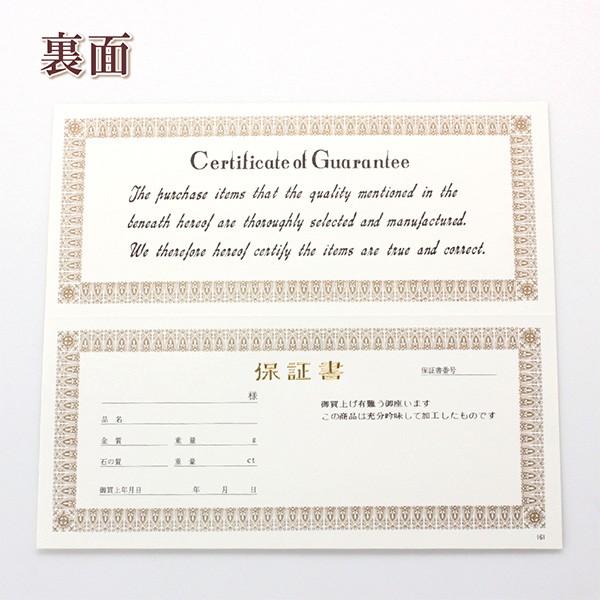 裏面
Certificate of Guarantee
The purchase items that the quality mentioned in the
beneath hereof are thoroughly selected and manufactured.
We therefore hereof certify the items are true and correct.
保証書
保証書番号
様
御買上げ有難う御座います
この商品は充分吟味して加工したものです
品名
金質 重量 g
石の質 重量 ct
御買上年月日 年 月 日
161